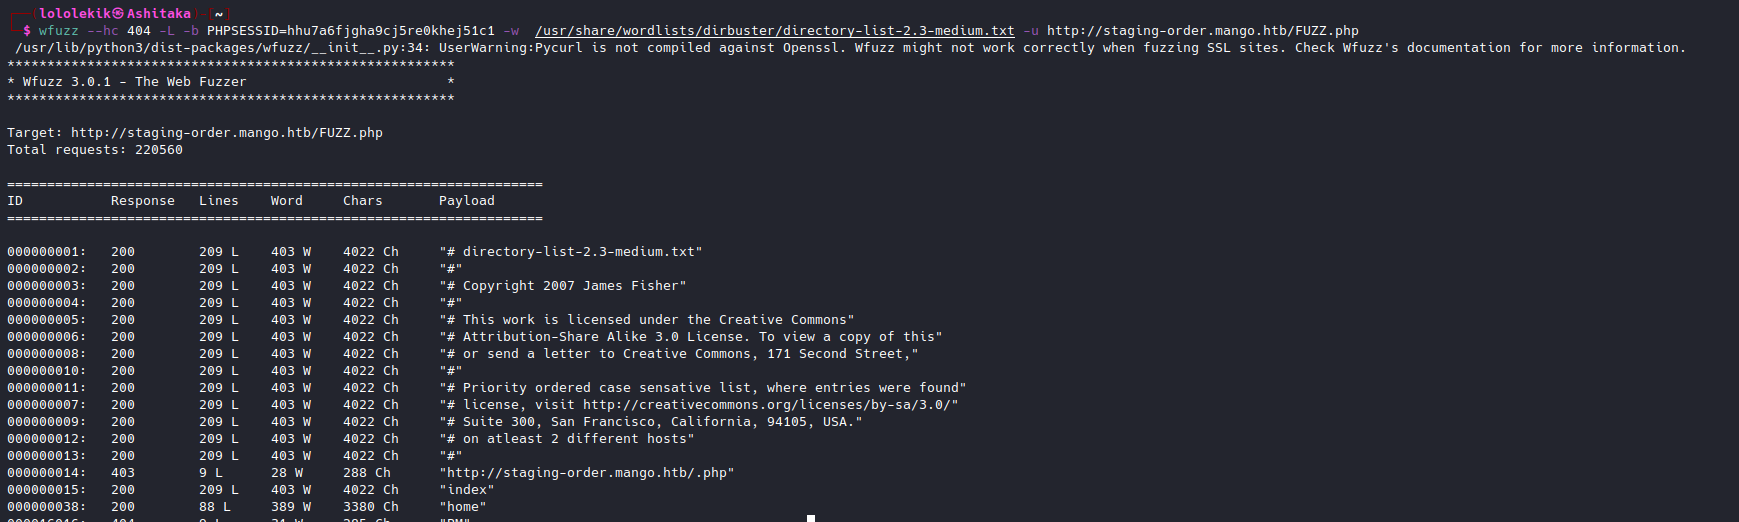 (lololekik㉿Ashitaka)-[~]
$ wfuzz --hc 404 -L -b PHPSESSID=hhu7a6fjgha9cj5re0khej51c1 -w  /usr/share/wordlists/dirbuster/directory-list-2.3-medium.txt -u http://staging-order.mango.htb/FUZZ.php
 /usr/lib/python3/dist-packages/wfuzz/__init__.py:34: UserWarning:Pycurl is not compiled against Openssl. Wfuzz might not work correctly when fuzzing SSL sites. Check Wfuzz's documentation for more information.
********************************************************
* Wfuzz 3.0.1 - The Web Fuzzer                         *
********************************************************
Target: http://staging-order.mango.htb/FUZZ.php
Total requests: 220560
===================================================================
ID           Response   Lines    Word     Chars       Payload
===================================================================
000000001:   200        209 L    403 W    4022 Ch     "# directory-list-2.3-medium.txt"
000000002:   200        209 L    403 W    4022 Ch     "#"
000000003:   200        209 L    403 W    4022 Ch     "# Copyright 2007 James Fisher"
000000004:   200        209 L    403 W    4022 Ch     "#"
000000005:   200        209 L    403 W    4022 Ch     "# This work is licensed under the Creative Commons"
000000006:   200        209 L    403 W    4022 Ch     "# Attribution-Share Alike 3.0 License. To view a copy of this"
000000008:   200        209 L    403 W    4022 Ch     "# or send a letter to Creative Commons, 171 Second Street,"
000000010:   200        209 L    403 W    4022 Ch     "#"
000000011:   200        209 L    403 W    4022 Ch     "# Priority ordered case sensative list, where entries were found"
000000007:   200        209 L    403 W    4022 Ch     "# license, visit http://creativecommons.org/licenses/by-sa/3.0/"
000000009:   200        209 L    403 W    4022 Ch     "# Suite 300, San Francisco, California, 94105, USA."
000000012:   200        209 L    403 W    4022 Ch     "# on atleast 2 different hosts"
000000013:   200        209 L    403 W    4022 Ch     "#"
000000014:   403        9 L      28 W     288 Ch      "http://staging-order.mango.htb/.php"
000000015:   200        209 L    403 W    4022 Ch     "index"
000000038:   200        88 L     389 W    3380 Ch     "home"